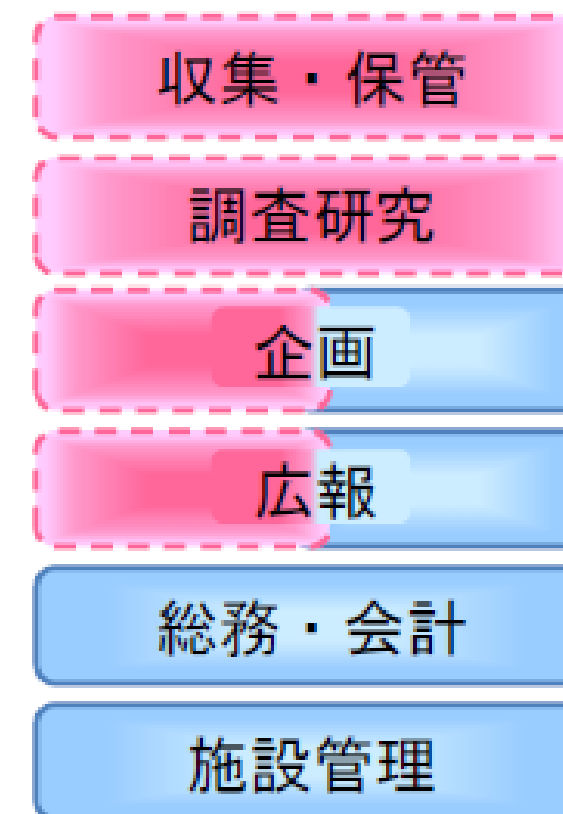 収集・保管
調査研究
企画
広報
総務・会計
施設管理